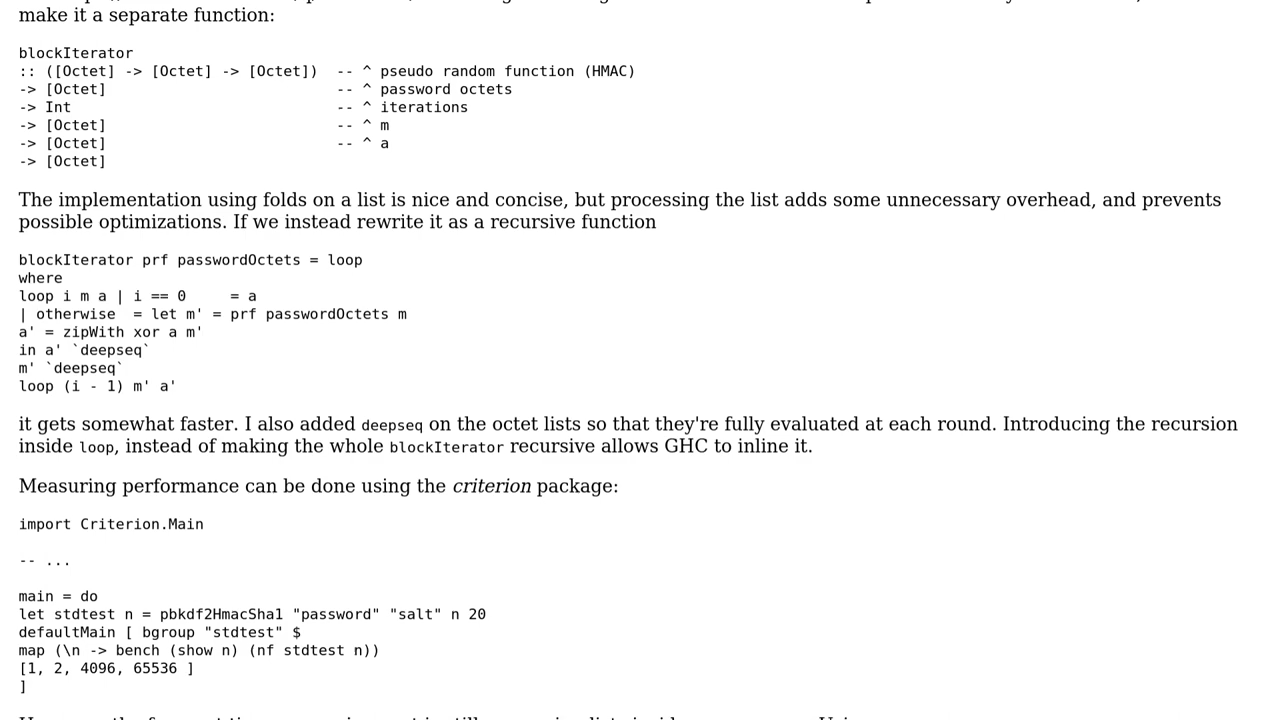 make it a separate function:
blockIterator
:: ([Octet] -> [Octet] -> [Octet])  -- ^ pseudo random function (HMAC)
-> [Octet]                          -- ^ password octets
-> Int                              -- ^ iterations
-> [Octet]                          -- ^ m
-> [Octet]                          -- ^ a
-> [Octet]
The implementation using folds on a list is nice and concise, but processing the list adds some unnecessary overhead, and prevents
possible optimizations. If we instead rewrite it as a recursive function
blockIterator prf passwordOctets = loop
where
loop i m a | i == 0     = a
| otherwise  = let m' = prf passwordOctets m
a' = zipWith xor a m'
in a' `deepseq`
m' `deepseq`
loop (i - 1) m' a'
it gets somewhat faster. I also added deepseq on the octet lists so that they're fully evaluated at each round. Introducing the recursion
inside loop, instead of making the whole blockIterator recursive allows GHC to inline it.
Measuring performance can be done using the criterion package:
import Criterion.Main
-- ...
main = do
let stdtest n = pbkdf2HmacSha1 "password" "salt" n 20
defaultMain [ bgroup "stdtest" $
map (\n -> bench (show n) (nf stdtest n))
[1, 2, 4096, 65536 ]
]